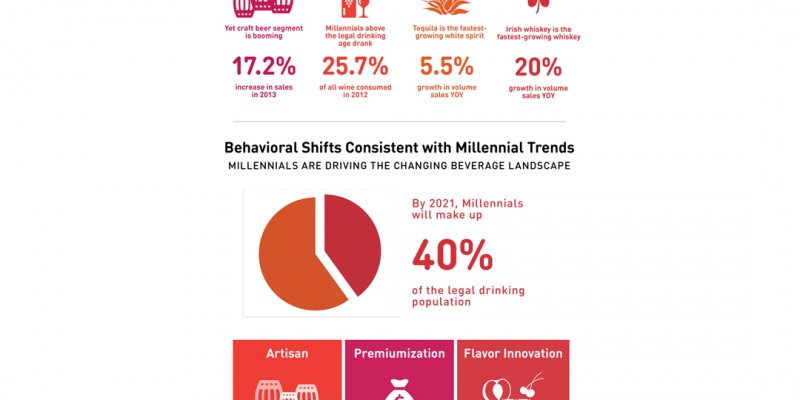 Yet craft beer segment
is booming
Millennials above
the legal drinking
age drank
Tequila is the fastest-
growing white spirit
Irish whiskey is the
fastest-growing whiskey
17.2%
25.7%
5.5%
20%
increase in sales
in 2013
of all wine consumed
in 2012
growth in volume
sales YOY
growth in volume
sales YOY
Behavioral Shifts Consistent with Millennial Trends
MILLENNIALS ARE DRIVING THE CHANGING BEVERAGE LANDSCAPE
By 2021, Millennials
will make up
40%
of the legal drinking
population
Artisan
Premiumization
Flavor Innovation
$